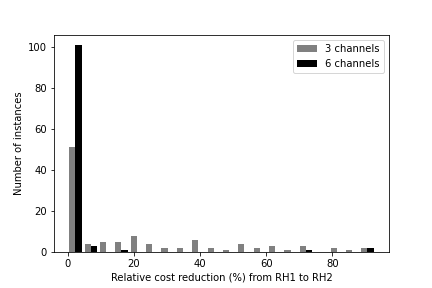 3 channels
6 channels
100
80
60
40
20
0
Number of instances
0 20 40 60 80
Relative cost reduction (%) from RH1 to RH2